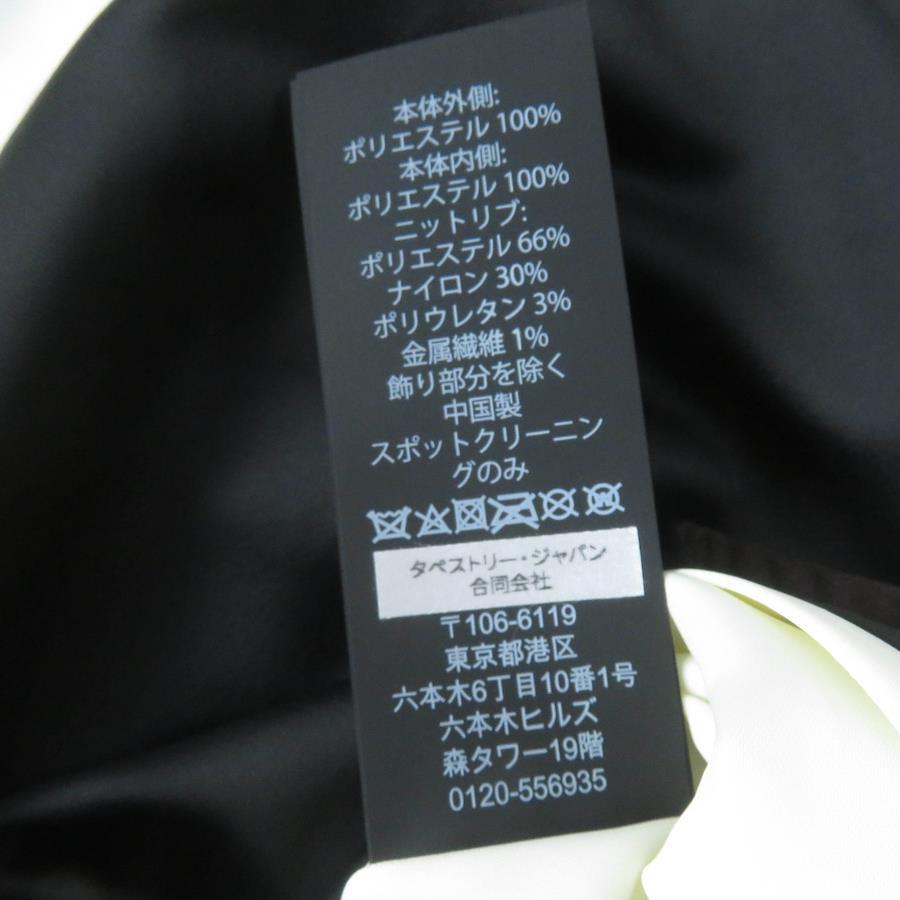 本体外側:
ポリエステル 100%
本体内側:
ポリエステル 100%
ニットリブ:
ポリエステル 66%
ナイロン 30%
ポリウレタン 3%
金属繊維 1%
飾り部分を除く
中国製
スポットクリーニン
グのみ
W
タペストリー・ジャパン
合同会社
〒106-6119
東京都港区
六本木6丁目10番1号
六本木ヒルズ
森タワー19階
0120-556935